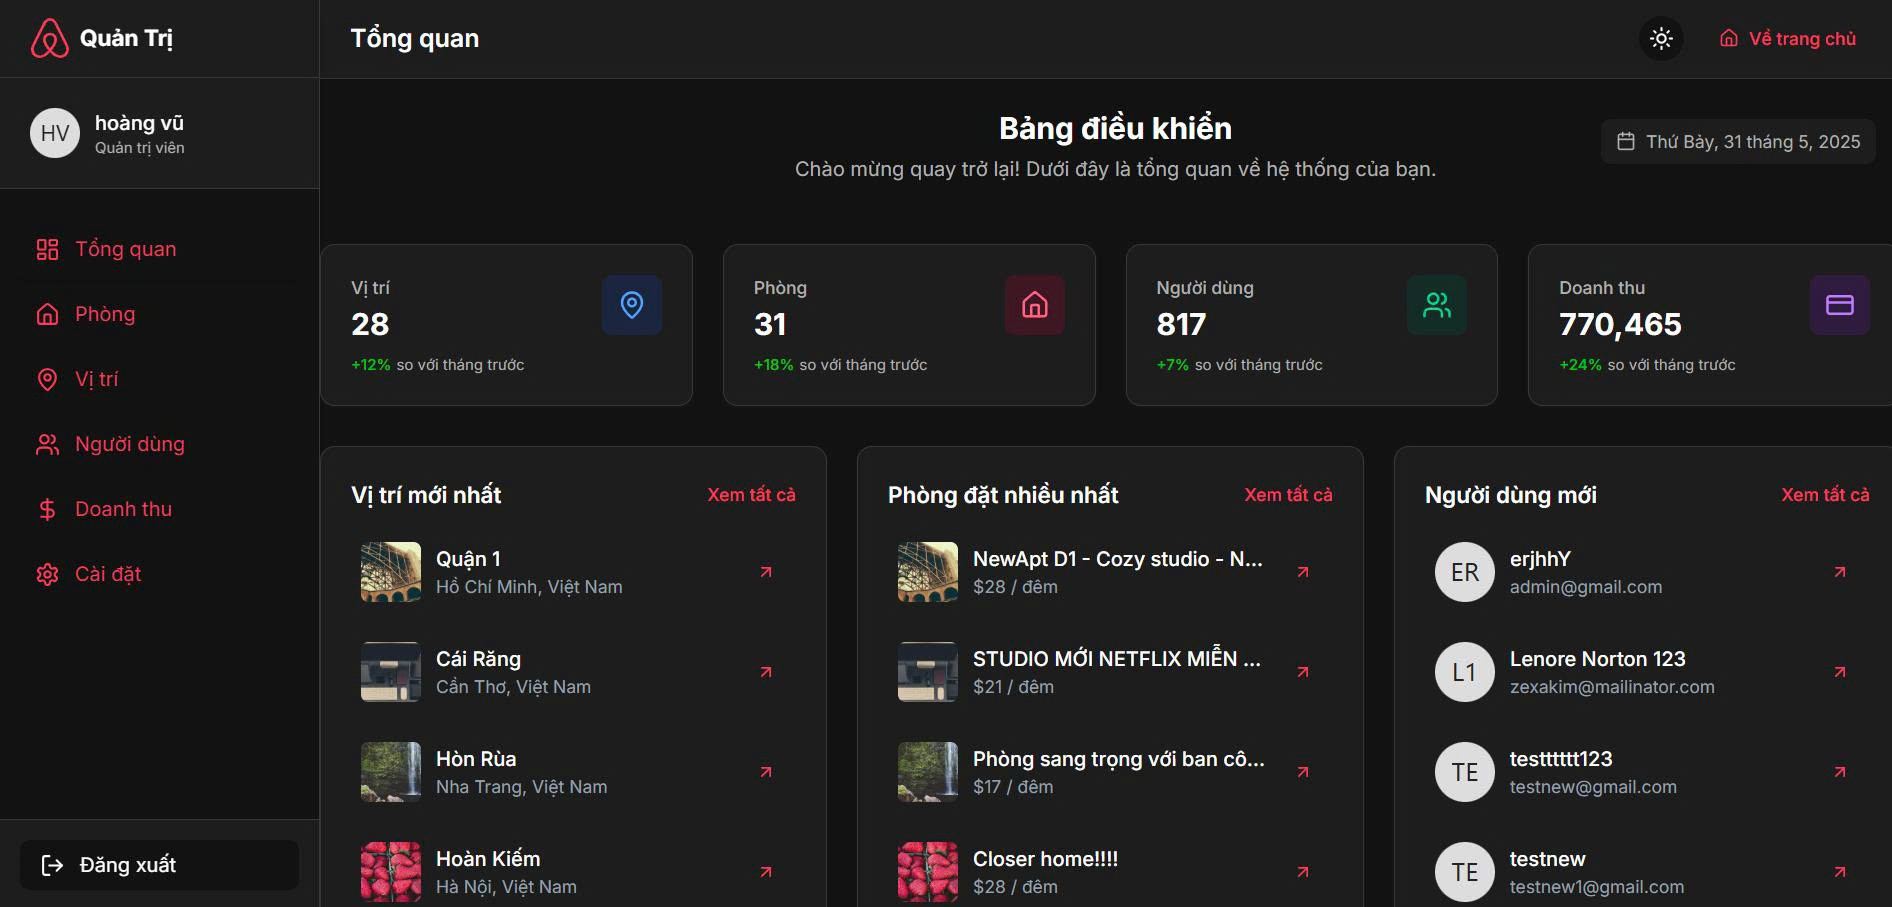 Quản Trị
Tổng quan
Về trang chủ
HV
hoàng vũ
Quản trị viên
Tổng quan
Phòng
Vị trí
Người dùng
Doanh thu
Cài đặt
Đăng xuất
Bảng điều khiển
Chào mừng quay trở lại! Dưới đây là tổng quan về hệ thống của bạn.
Thứ Bảy, 31 tháng 5, 2025
Vị trí
28
+12% so với tháng trước
Phòng
31
+18% so với tháng trước
Người dùng
817
+7% so với tháng trước
Doanh thu
770,465
+24% so với tháng trước
Vị trí mới nhất
Xem tất cả
Quận 1
Hồ Chí Minh, Việt Nam
Cái Răng
Cần Thơ, Việt Nam
Hòn Rùa
Nha Trang, Việt Nam
Hoàn Kiếm
Hà Nội, Việt Nam
Phòng đặt nhiều nhất
Xem tất cả
NewApt D1 - Cozy studio - N...
$28 / đêm
STUDIO MỚI NETFLIX MIỄN ...
$21 / đêm
Phòng sang trọng với ban cô...
$17 / đêm
Closer home!!!!
$28 / đêm
Người dùng mới
Xem tất cả
ER
erjhhY
admin@gmail.com
L1
Lenore Norton 123
zexakim@mailinator.com
TE
testttttt123
testnew@gmail.com
TE
testnew
testnew1@gmail.com